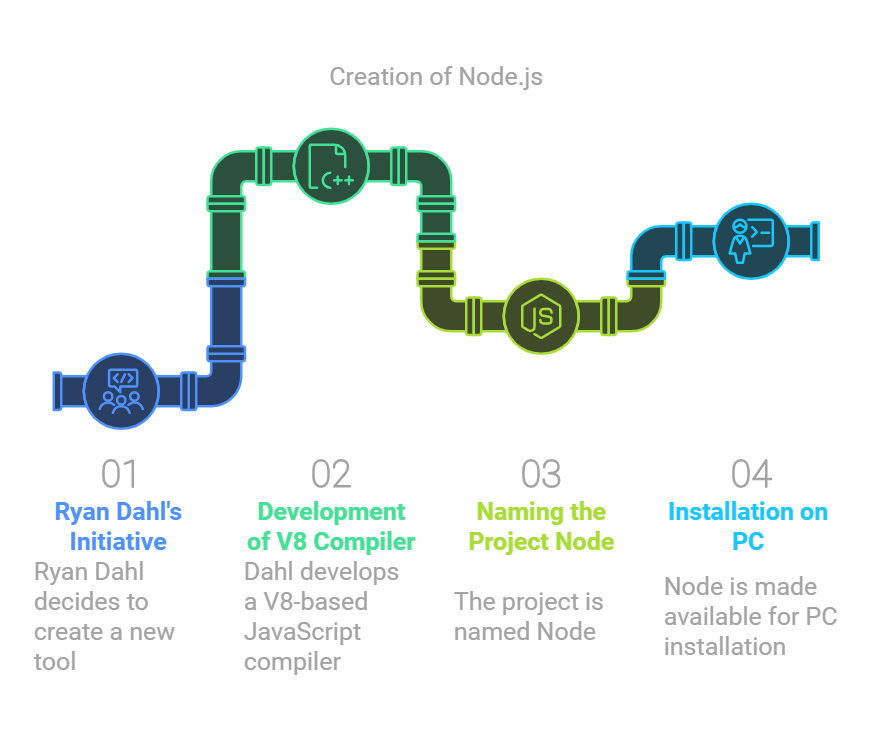 Creation of Node.js
C++
JS
01
Ryan Dahl's
Initiative
Ryan Dahl
decides to
create a new
tool
02
Development
of V8 Compiler
Dahl develops
a V8-based
JavaScript
compiler
03
Naming the
Project Node
The project is
named Node
04
Installation on
PC
Node is made
available for PC
installation